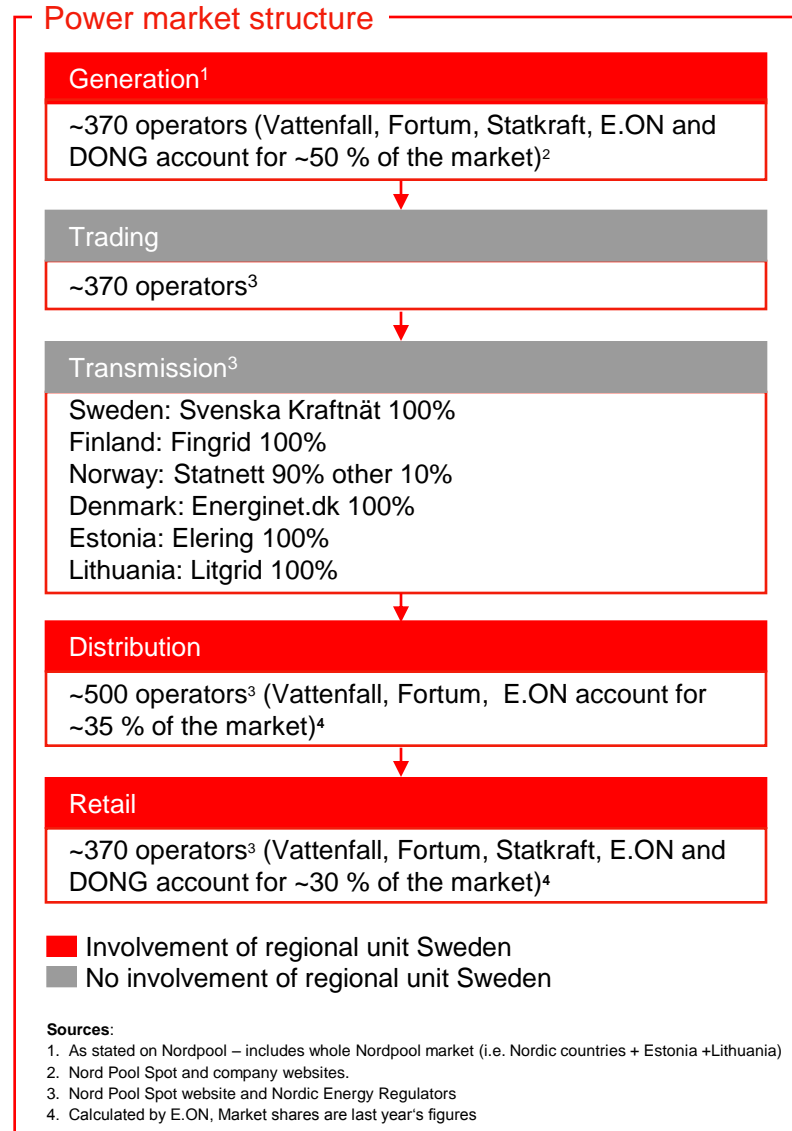 Power market structure
Generation¹
~370 operators (Vattenfall, Fortum, Statkraft, E.ON and
DONG account for ~50 % of the market)²
Trading
~370 operators³
Transmission³
Sweden: Svenska Kraftnät 100%
Finland: Fingrid 100%
Norway: Statnett 90% other 10%
Denmark: Energinet.dk 100%
Estonia: Elering 100%
Lithuania: Litgrid 100%
Distribution
~500 operators³ (Vattenfall, Fortum, E.ON account for
~35 % of the market)⁴
Retail
~370 operators³ (Vattenfall, Fortum, Statkraft, E.ON and
DONG account for ~30 % of the market)⁴
Involvement of regional unit Sweden
No involvement of regional unit Sweden
Sources:
1. As stated on Nordpool – includes whole Nordpool market (i.e. Nordic countries + Estonia +Lithuania)
2. Nord Pool Spot and company websites.
3. Nord Pool Spot website and Nordic Energy Regulators
4. Calculated by E.ON, Market shares are last year‘s figures